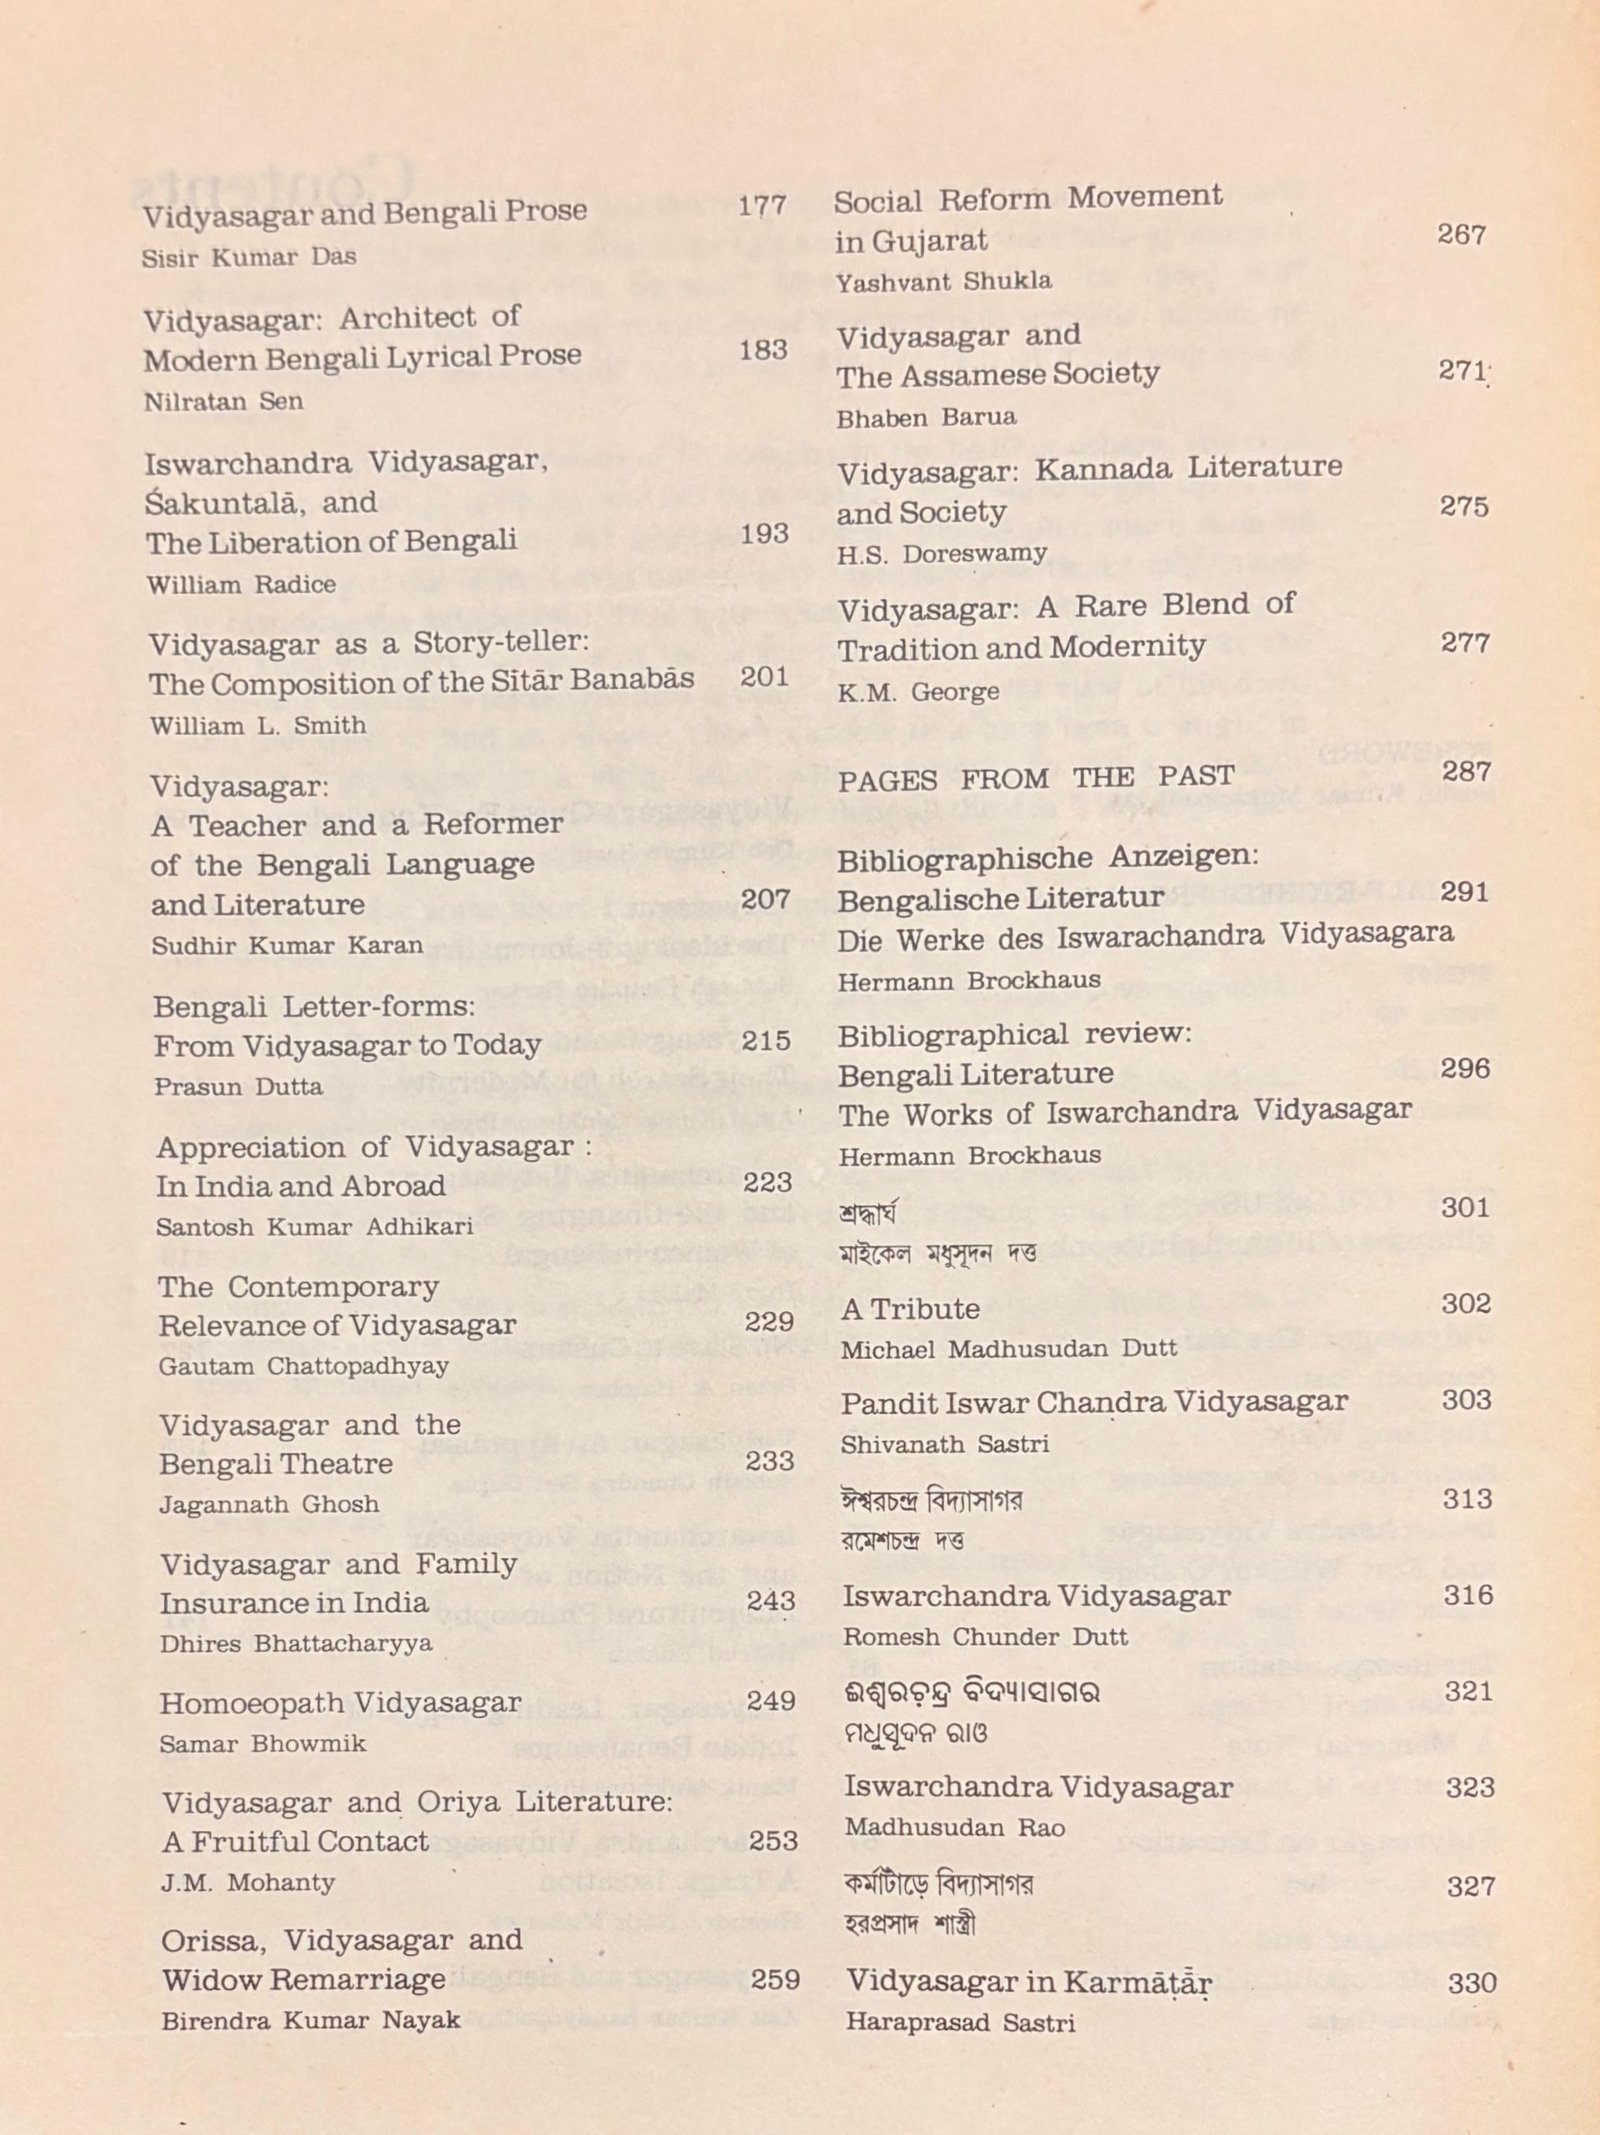 Vidyasagar and Bengali Prose 177
Sisir Kumar Das
Vidyasagar: Architect of
Modern Bengali Lyrical Prose 183
Nilratan Sen
Iswarchandra Vidyasagar,
Śakuntalā, and
The Liberation of Bengali 193
William Radice
Vidyasagar as a Story-teller:
The Composition of the Sītār Banabās 201
William L. Smith
Vidyasagar:
A Teacher and a Reformer
of the Bengali Language
and Literature 207
Sudhir Kumar Karan
Bengali Letter-forms:
From Vidyasagar to Today 215
Prasun Dutta
Appreciation of Vidyasagar :
In India and Abroad 223
Santosh Kumar Adhikari
The Contemporary
Relevance of Vidyasagar 229
Gautam Chattopadhyay
Vidyasagar and the
Bengali Theatre 233
Jagannath Ghosh
Vidyasagar and Family
Insurance in India 243
Dhires Bhattacharyya
Homoeopath Vidyasagar 249
Samar Bhowmik
Vidyasagar and Oriya Literature:
A Fruitful Contact 253
J.M. Mohanty
Orissa, Vidyasagar and
Widow Remarriage 259
Birendra Kumar Nayak
Social Reform Movement
in Gujarat 267
Yashvant Shukla
Vidyasagar and
The Assamese Society 271
Bhaben Barua
Vidyasagar: Kannada Literature
and Society 275
H.S. Doreswamy
Vidyasagar: A Rare Blend of
Tradition and Modernity 277
K.M. George
PAGES FROM THE PAST 287
Bibliographische Anzeigen:
Bengalische Literatur 291
Die Werke des Iswarachandra Vidyasagara
Hermann Brockhaus
Bibliographical review:
Bengali Literature 296
The Works of Iswarchandra Vidyasagar
Hermann Brockhaus
শ্রদ্ধার্ঘ 301
মাইকেল মধুসূদন দত্ত
A Tribute 302
Michael Madhusudan Dutt
Pandit Iswar Chandra Vidyasagar 303
Shivanath Sastri
ঈশ্বরচন্দ্র বিদ্যাসাগর 313
রমেশচন্দ্র দত্ত
Iswarchandra Vidyasagar 316
Romesh Chunder Dutt
ଈଶ୍ୱରଚନ୍ଦ୍ର ବିଦ୍ୟାସାଗର 321
ମଧୁସୂଦନ ରାଓ
Iswarchandra Vidyasagar 323
Madhusudan Rao
কর্মাটাঁড়ে বিদ্যাসাগর 327
হরপ্রসাদ শাস্ত্রী
Vidyasagar in Karmāṭā̃ṛ 330
Haraprasad Sastri